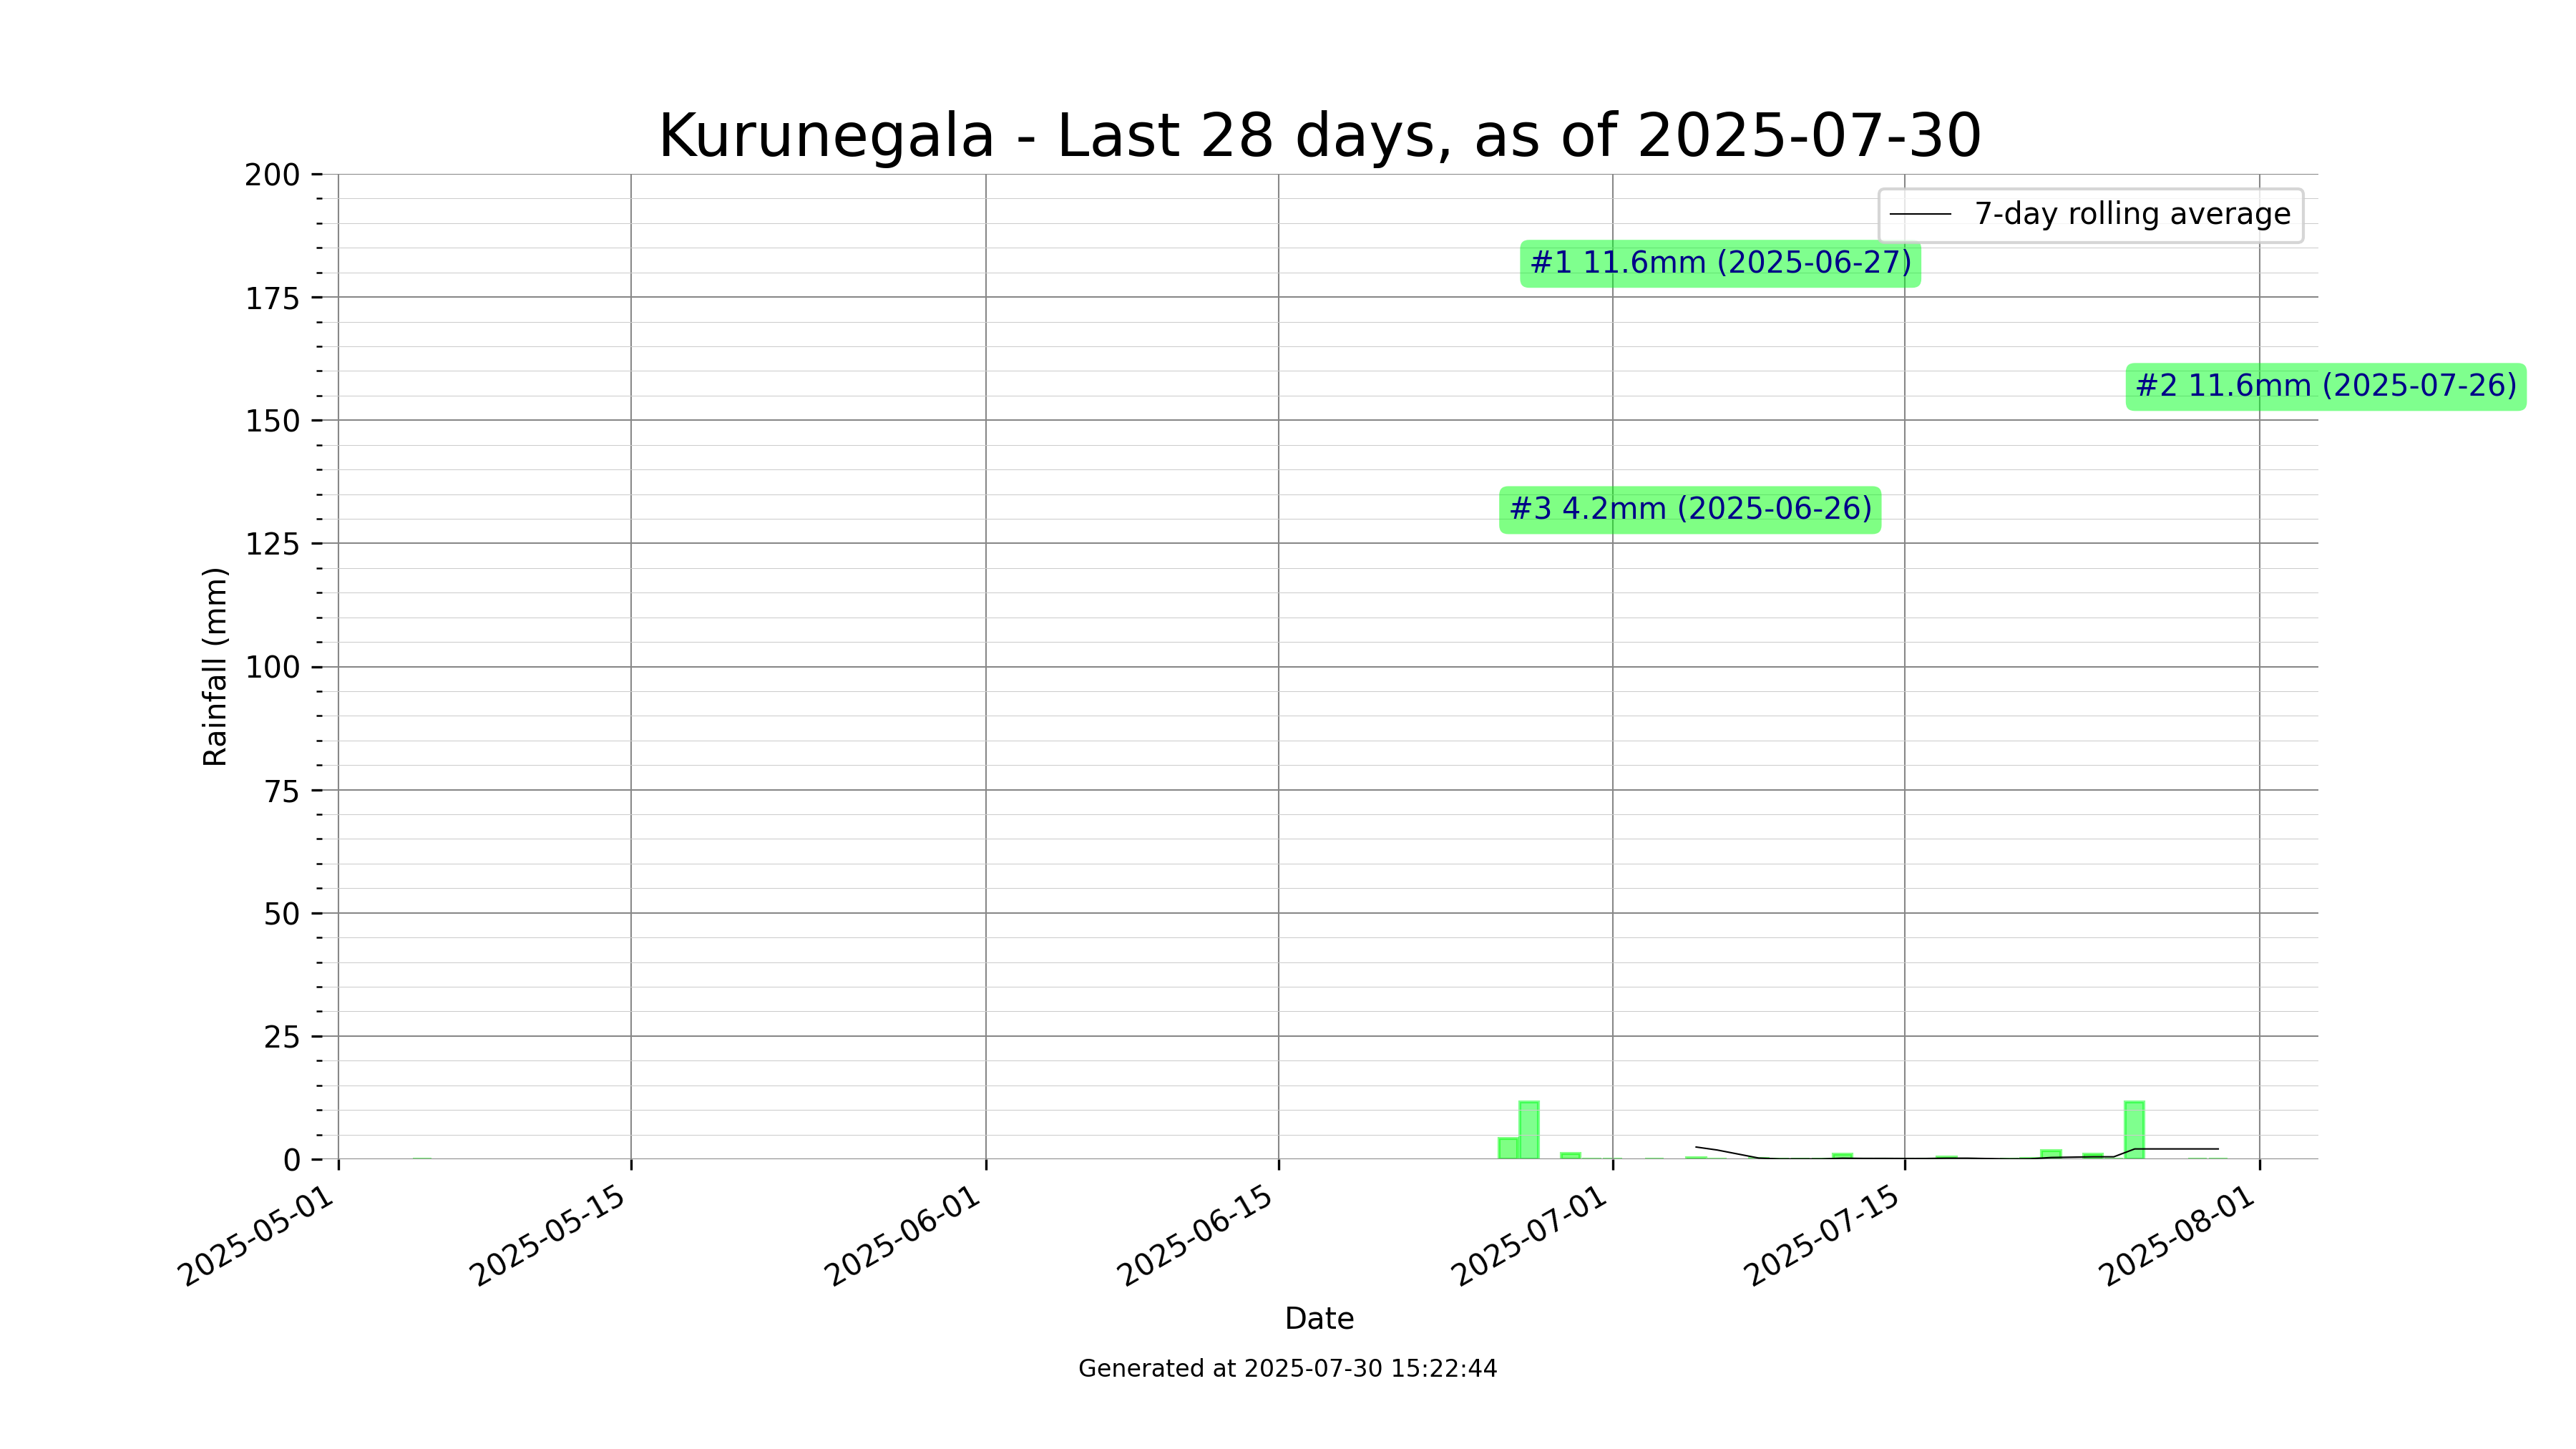 Kurunegala - Last 28 days, as of 2025-07-30
200
175
150
125
100
75
50
25
0
Rainfall (mm)
7-day rolling average
#1 11.6mm (2025-06-27)
#2 11.6mm (2025-07-26)
#3 4.2mm (2025-06-26)
2025-05-01
2025-05-15
2025-06-01
2025-06-15
2025-07-01
2025-07-15
2025-08-01
Date
Generated at 2025-07-30 15:22:44